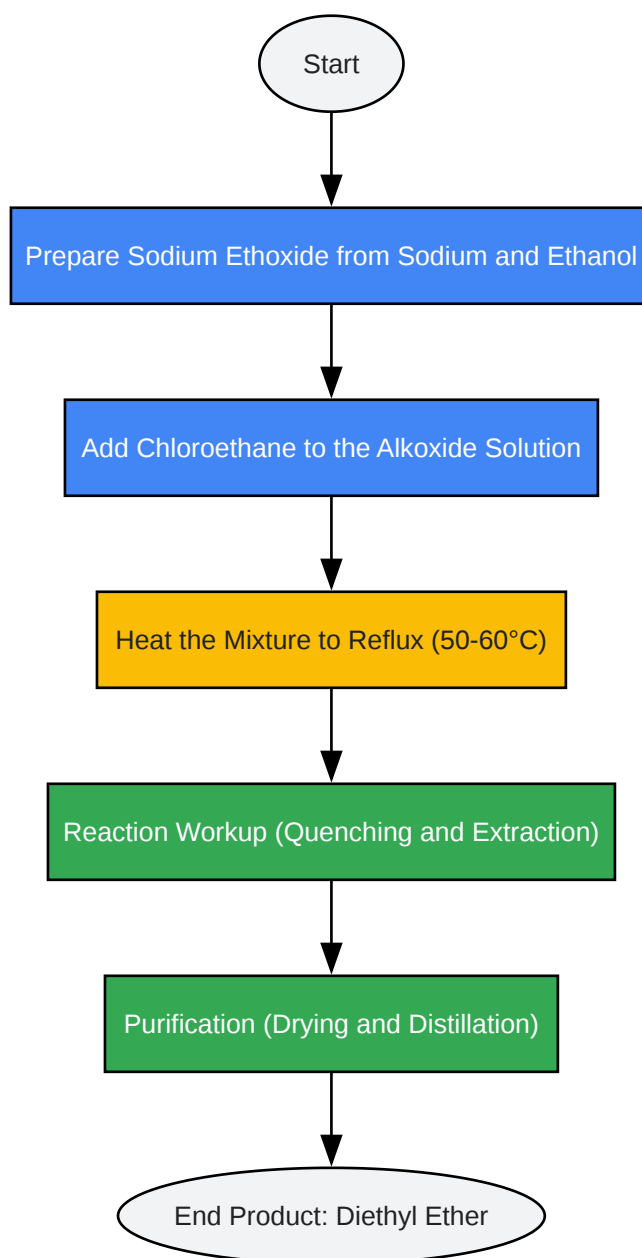 Start
Prepare Sodium Ethoxide from Sodium and Ethanol
Add Chloroethane to the Alkoxide Solution
Heat the Mixture to Reflux (50-60°C)
Reaction Workup (Quenching and Extraction)
Purification (Drying and Distillation)
End Product: Diethyl Ether